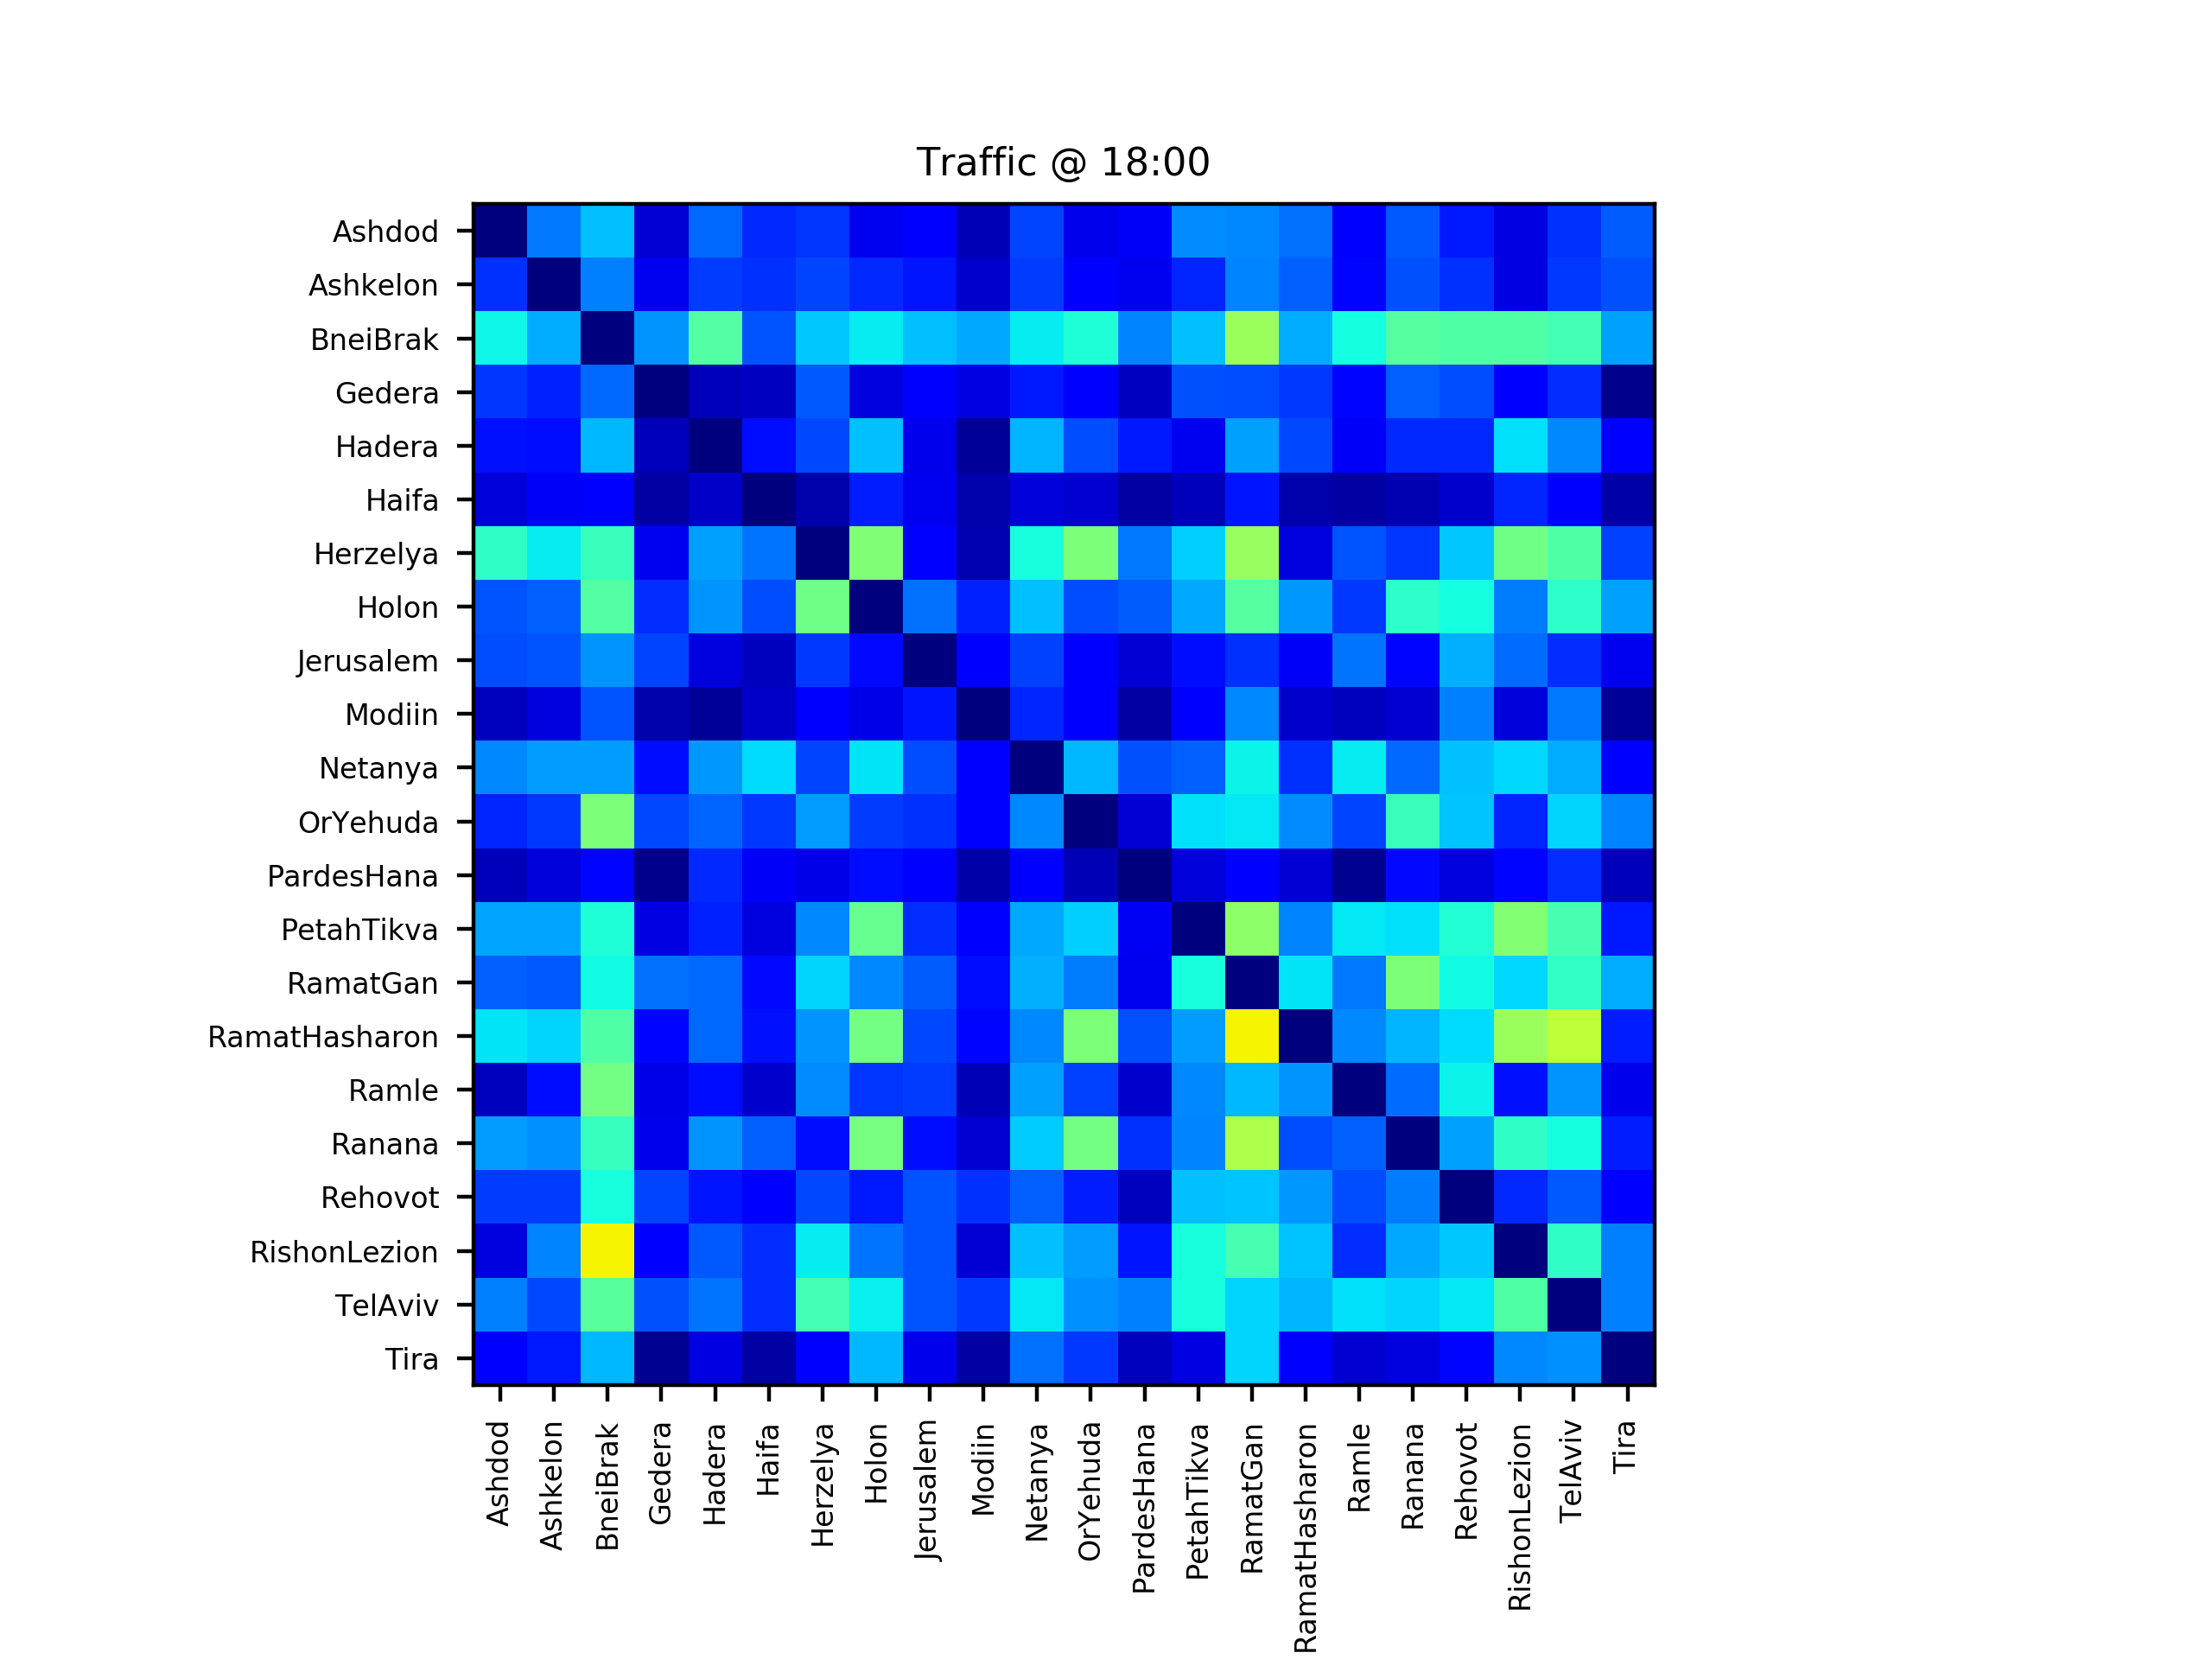 Traffic @ 18:00
Ashdod
Ashkelon
BneiBrak
Gedera
Hadera
Haifa
Herzelya
Holon
Jerusalem
Modiin
Netanya
OrYehuda
PardesHana
PetahTikva
RamatGan
RamatHasharon
Ramle
Ranana
Rehovot
RishonLezion
TelAviv
Tira
Ashdod
Ashkelon
BneiBrak
Gedera
Hadera
Haifa
Herzelya
Holon
Jerusalem
Modiin
Netanya
OrYehuda
PardesHana
PetahTikva
RamatGan
RamatHasharon
Ramle
Ranana
Rehovot
RishonLezion
TelAviv
Tira